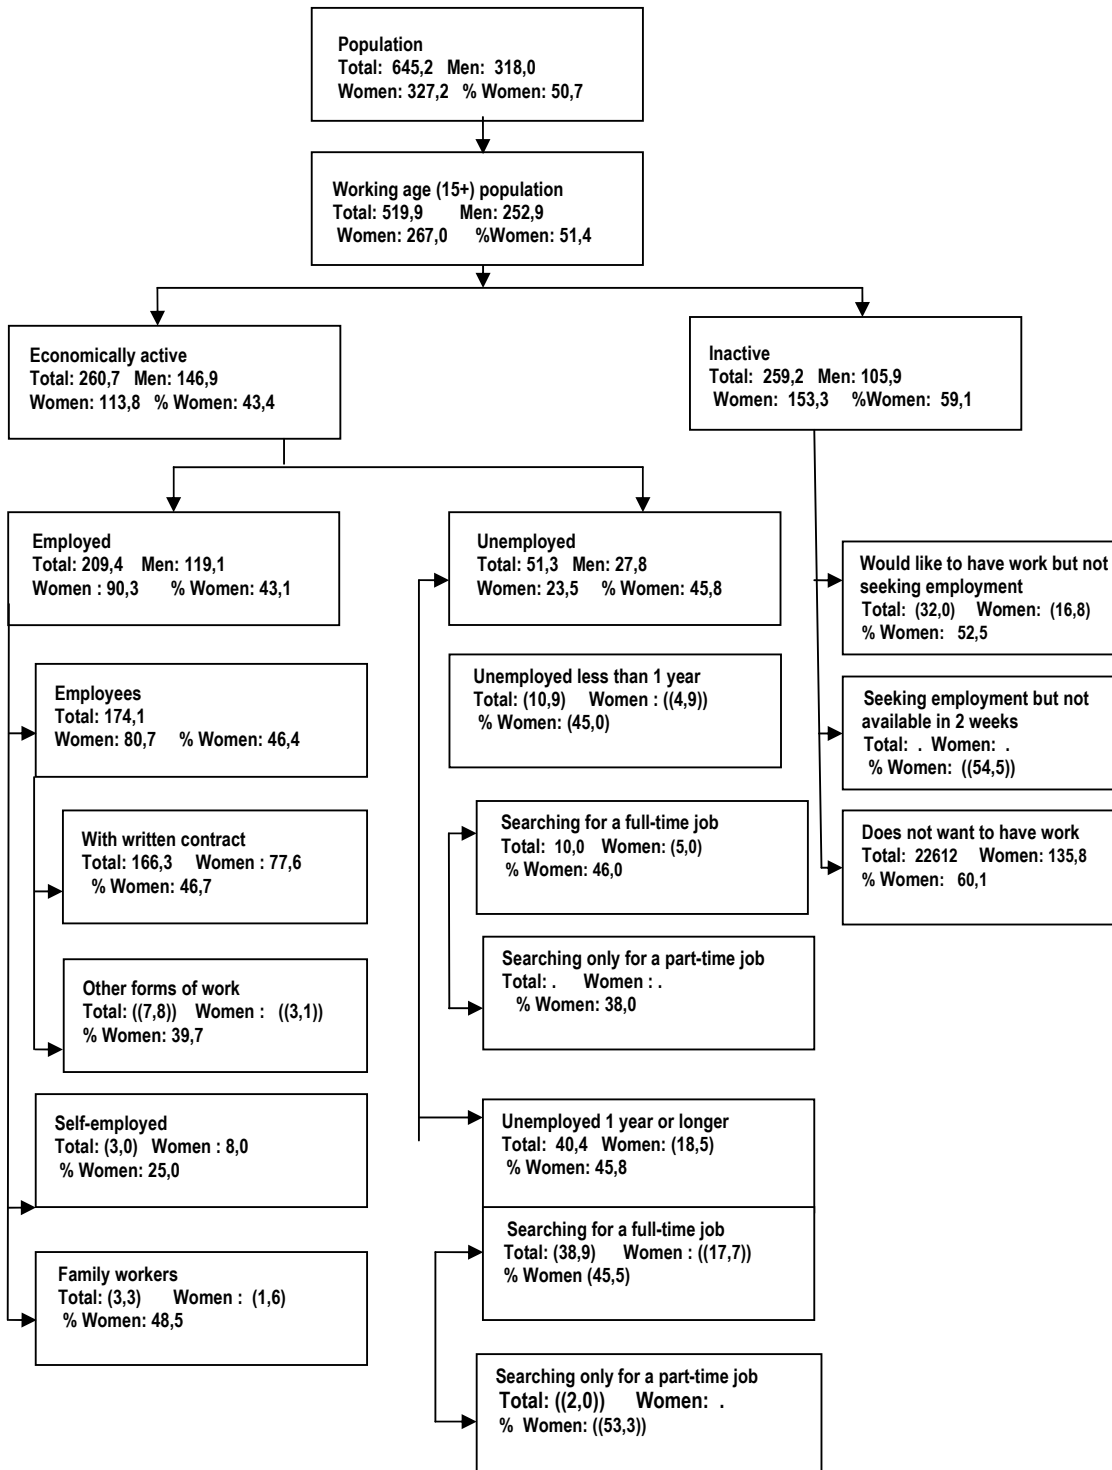 Population
Total: 645,2 Men: 318,0
Women: 327,2 % Women: 50,7
Working age (15+) population
Total: 519,9 Men: 252,9
Women: 267,0 %Women: 51,4
Economically active
Total: 260,7 Men: 146,9
Women: 113,8 % Women: 43,4
Inactive
Total: 259,2 Men: 105,9
Women: 153,3 %Women: 59,1
Employed
Total: 209,4 Men: 119,1
Women : 90,3 % Women: 43,1
Unemployed
Total: 51,3 Men: 27,8
Women: 23,5 % Women: 45,8
Would like to have work but not
seeking employment
Total: (32,0) Women: (16,8)
% Women: 52,5
Employees
Total: 174,1
Women: 80,7 % Women: 46,4
Unemployed less than 1 year
Total: (10,9) Women : ((4,9))
% Women: (45,0)
Seeking employment but not
available in 2 weeks
Total: . Women: .
% Women: ((54,5))
With written contract
Total: 166,3 Women : 77,6
% Women: 46,7
Searching for a full-time job
Total: 10,0 Women: (5,0)
% Women: 46,0
Does not want to have work
Total: 22612 Women: 135,8
% Women: 60,1
Other forms of work
Total: ((7,8)) Women : ((3,1))
% Women: 39,7
Searching only for a part-time job
Total: . Women : .
% Women: 38,0
Self-employed
Total: (3,0) Women : 8,0
% Women: 25,0
Unemployed 1 year or longer
Total: 40,4 Women: (18,5)
% Women: 45,8
Family workers
Total: (3,3) Women : (1,6)
% Women: 48,5
Searching for a full-time job
Total: (38,9) Women : ((17,7))
% Women (45,5)
Searching only for a part-time job
Total: ((2,0)) Women: .
% Women: ((53,3))